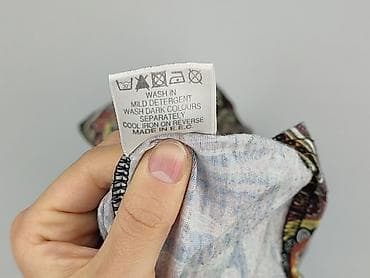 WASH IN
MILD DETERGENT
WASH DARK COLOURS
SEPARATELY
COOL IRON ON REVERSE
MADE IN E.E.C.